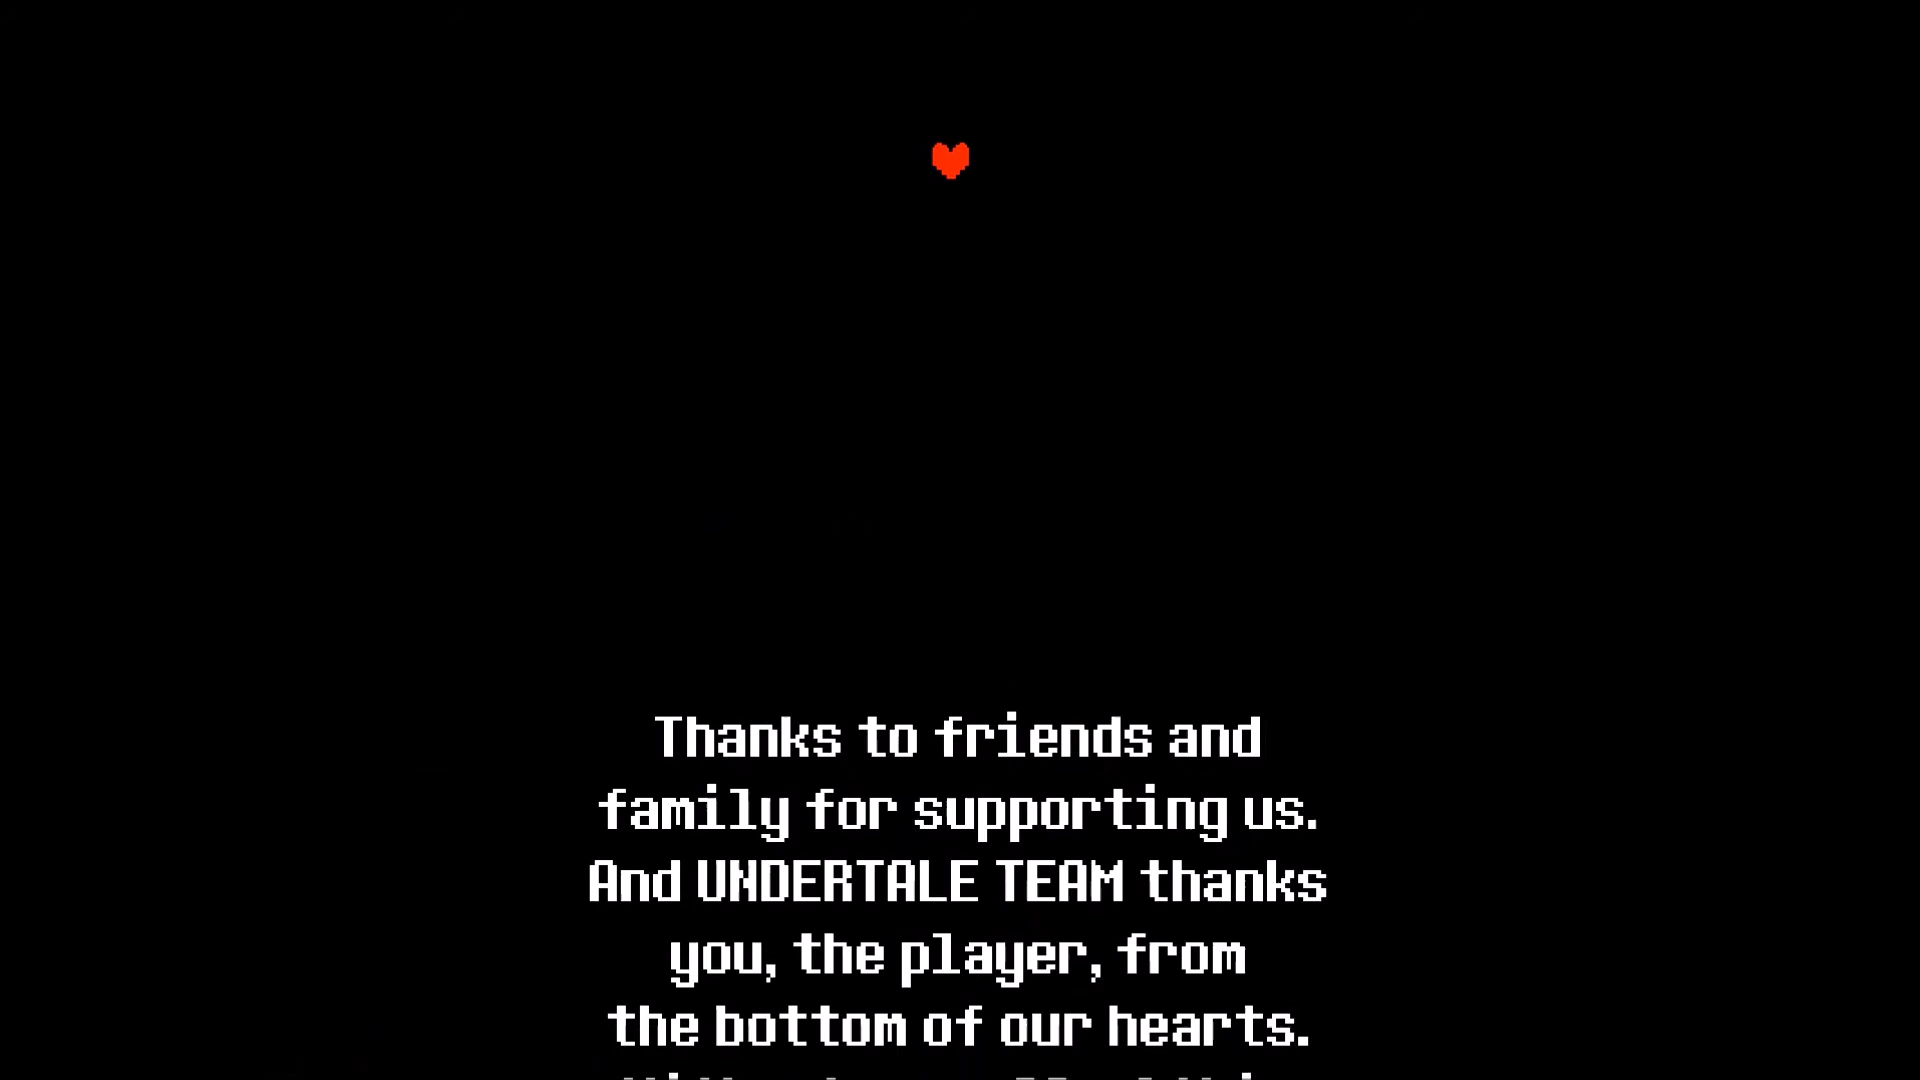 Thanks to friends and
family for supporting us.
And UNDERTALE TEAM thanks
you, the player, from
the bottom of our hearts.